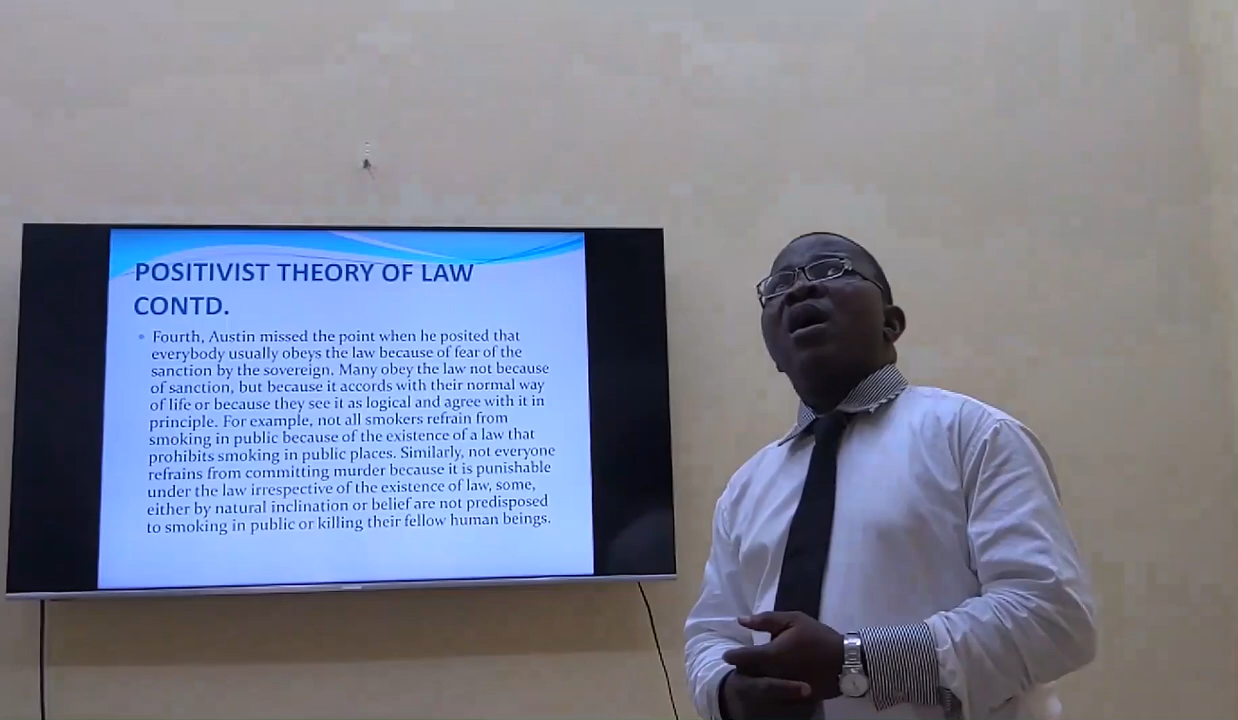 POSITIVIST THEORY OF LAW
CONTD.
Fourth, Austin missed the point when he posited that
everybody usually obeys the law because of fear of the
sanction by the sovereign. Many obey the law not because
of sanction, but because it accords with their normal way
of life or because they see it as logical and agree with it in
principle. For example, not all smokers refrain from
smoking in public because of the existence of a law that
prohibits smoking in public places. Similarly, not everyone
refrains from committing murder because it is punishable
under the law irrespective of the existence of law, some,
either by natural inclination or belief are not predisposed
to smoking in public or killing their fellow human beings.